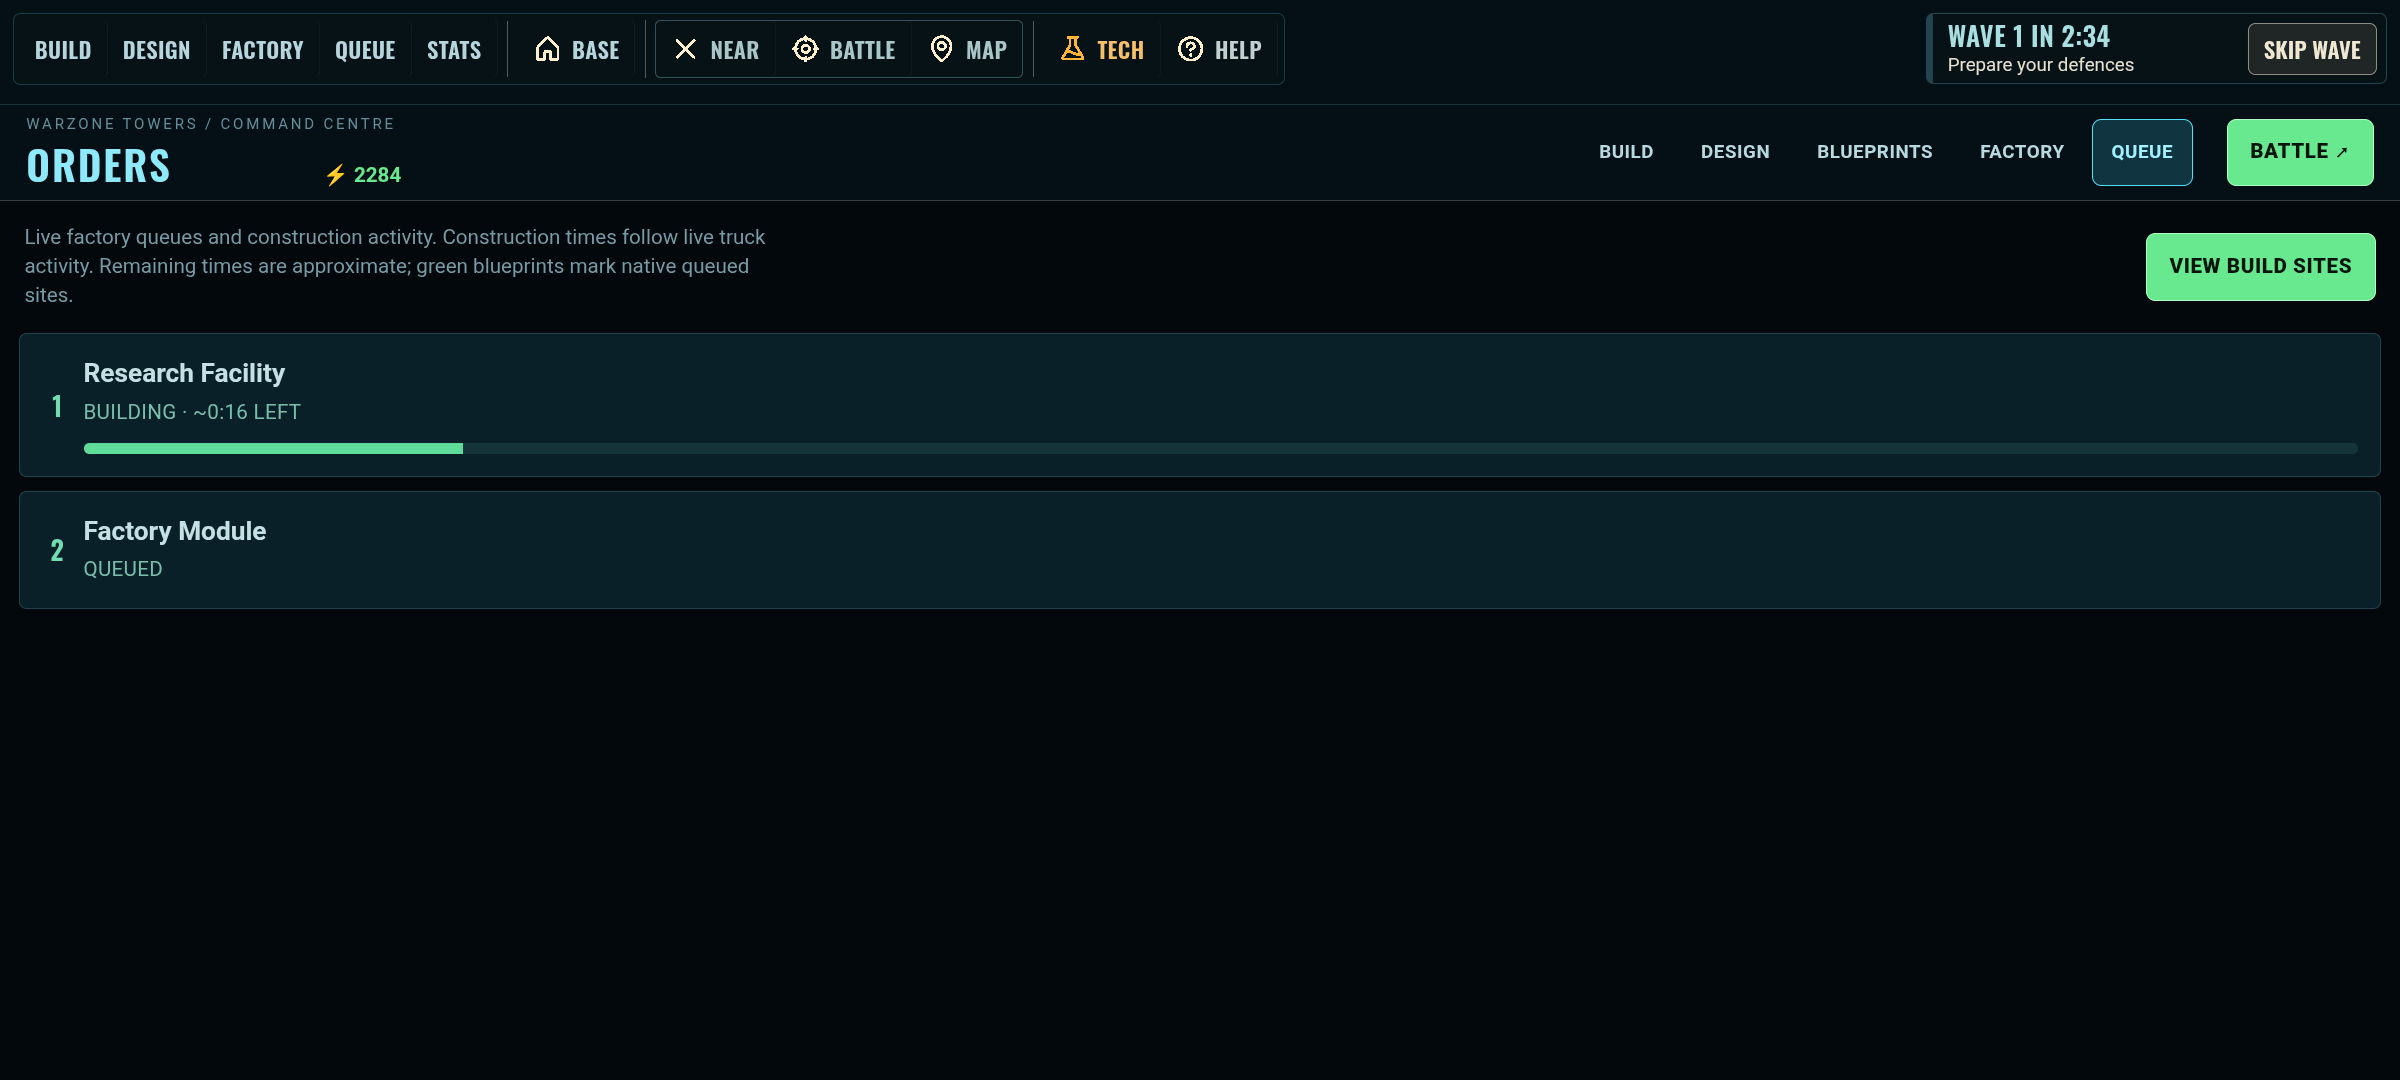 BUILD DESIGN FACTORY QUEUE STATS BASE NEAR BATTLE MAP TECH HELP
WAVE 1 IN 2:34
Prepare your defences
SKIP WAVE
WARZONE TOWERS / COMMAND CENTRE
ORDERS
⚡ 2284
BUILD DESIGN BLUEPRINTS FACTORY QUEUE BATTLE ↗
Live factory queues and construction activity. Construction times follow live truck
activity. Remaining times are approximate; green blueprints mark native queued
sites.
VIEW BUILD SITES
1
Research Facility
BUILDING · ~0:16 LEFT
2
Factory Module
QUEUED